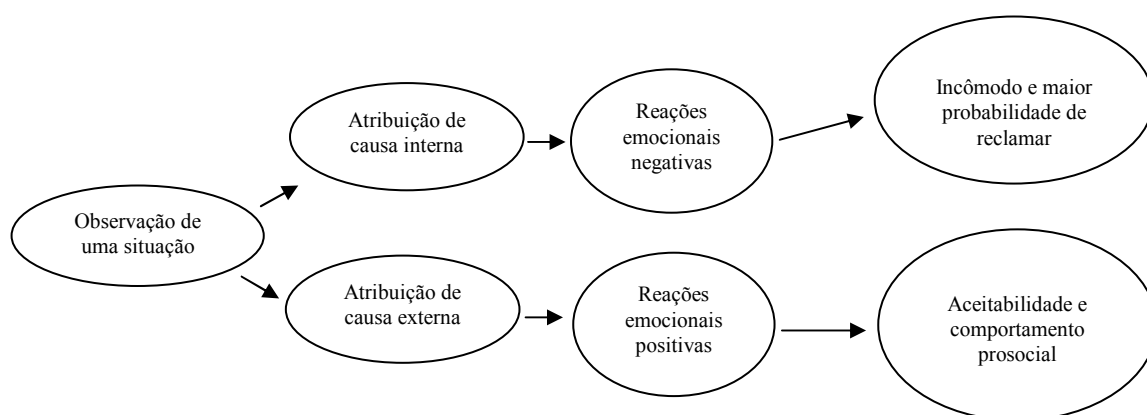 Observação de
uma situação
Atribuição de
causa interna
Reações
emocionais
negativas
Incômodo e maior
probabilidade de
reclamar
Atribuição de
causa externa
Reações
emocionais
positivas
Aceitabilidade e
comportamento
prosocial